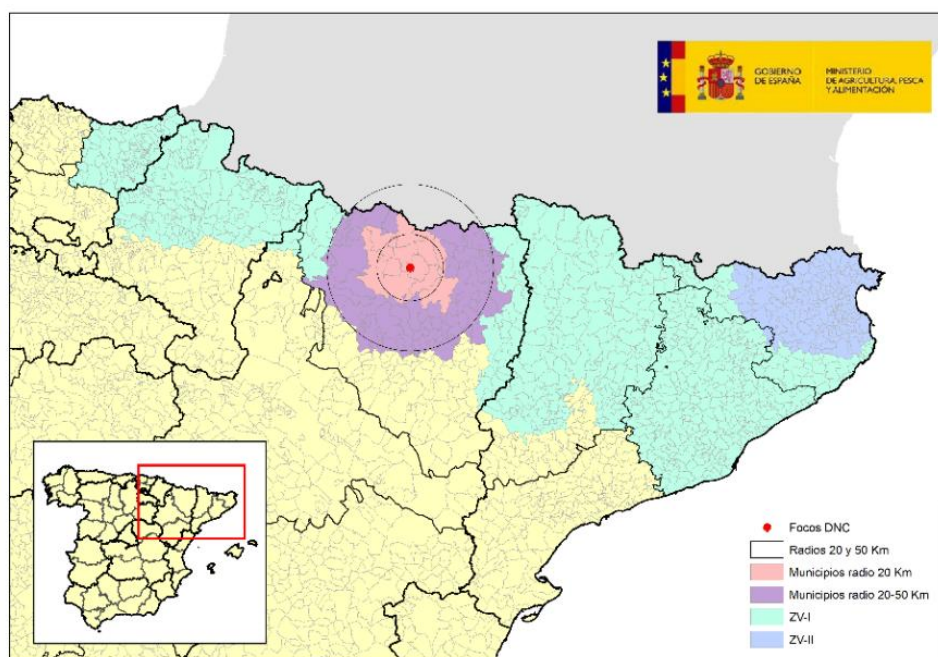 GOBIERNO
DE ESPAÑA
MINISTERIO
DE AGRICULTURA, PESCA
Y ALIMENTACIÓN
Focos DNC
Radios 20 y 50 Km
Municipios radio 20 Km
Municipios radio 20-50 Km
ZV-I
ZV-II